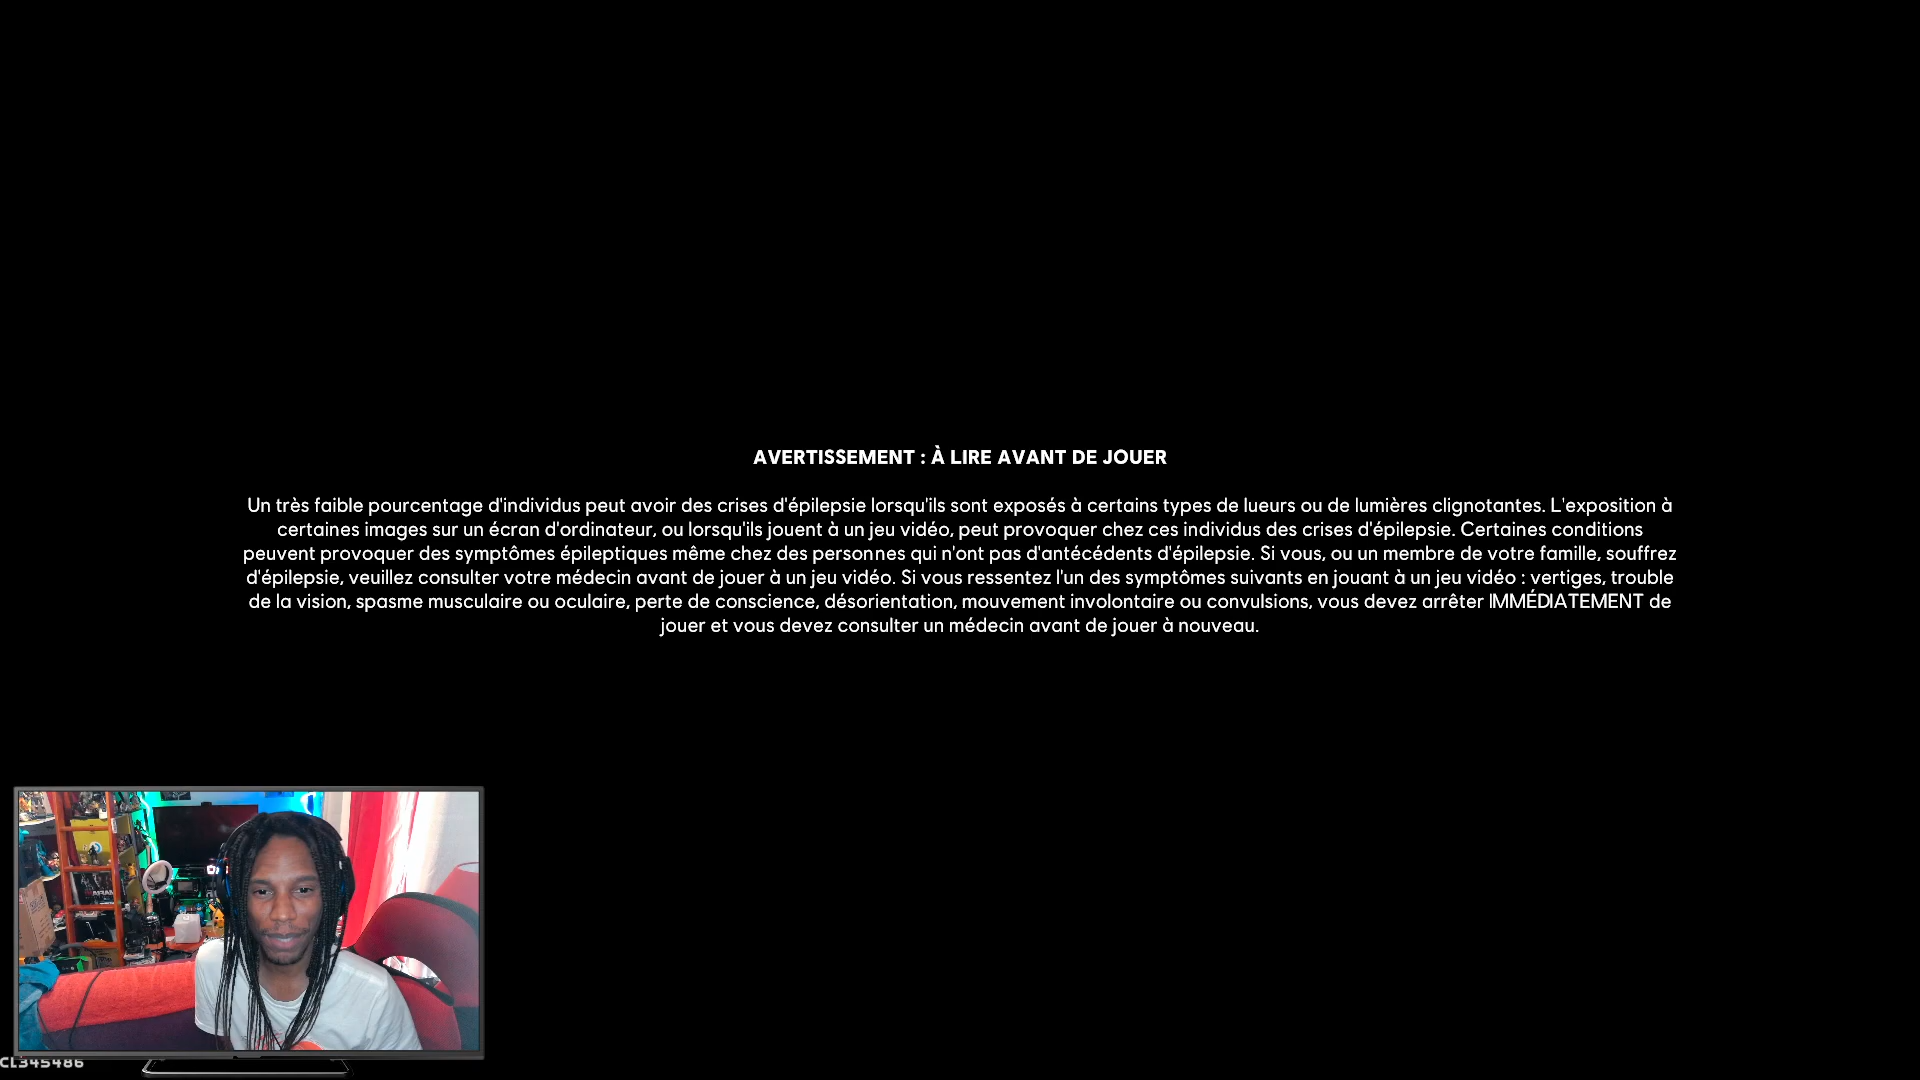 AVERTISSEMENT : À LIRE AVANT DE JOUER
Un très faible pourcentage d'individus peut avoir des crises d'épilepsie lorsqu'ils sont exposés à certains types de lueurs ou de lumières clignotantes. L'exposition à
certaines images sur un écran d'ordinateur, ou lorsqu'ils jouent à un jeu vidéo, peut provoquer chez ces individus des crises d'épilepsie. Certaines conditions
peuvent provoquer des symptômes épileptiques même chez des personnes qui n'ont pas d'antécédents d'épilepsie. Si vous, ou un membre de votre famille, souffrez
d'épilepsie, veuillez consulter votre médecin avant de jouer à un jeu vidéo. Si vous ressentez l'un des symptômes suivants en jouant à un jeu vidéo : vertiges, trouble
de la vision, spasme musculaire ou oculaire, perte de conscience, désorientation, mouvement involontaire ou convulsions, vous devez arrêter IMMÉDIATEMENT de
jouer et vous devez consulter un médecin avant de jouer à nouveau.
CL345486